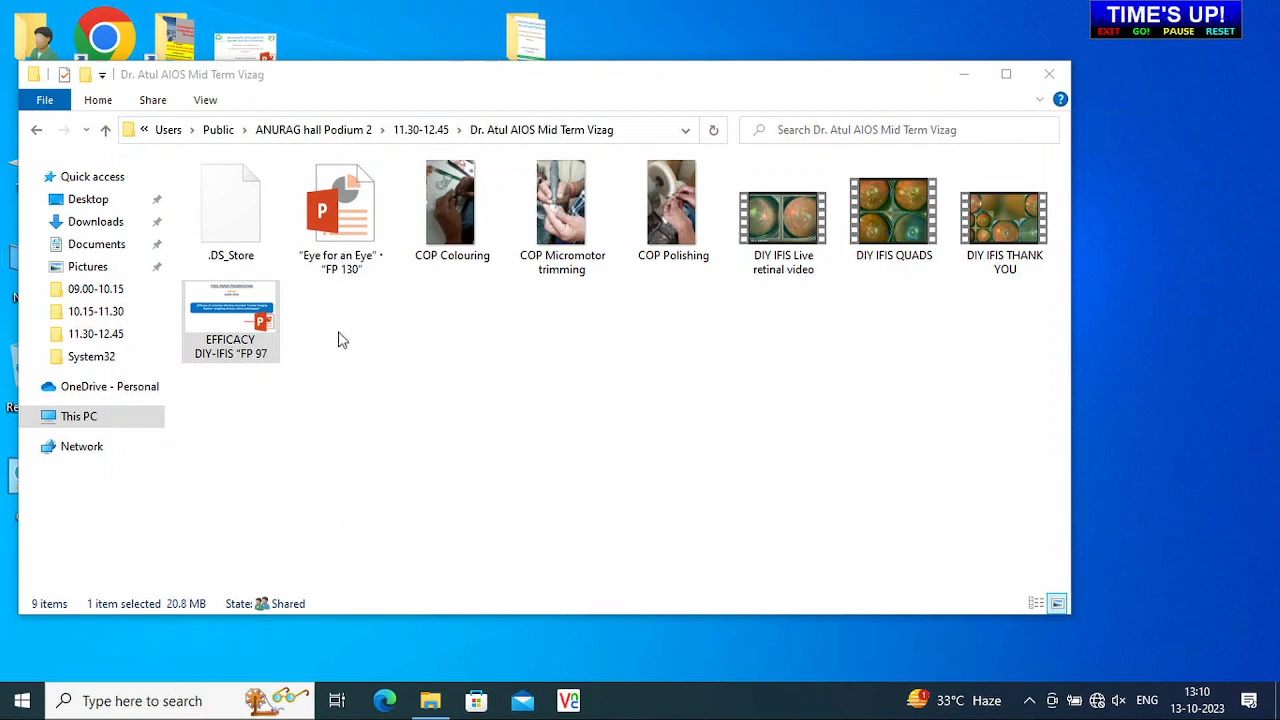 TIME'S UP!
EXIT GO! PAUSE RESET
Dr. Atul AIOS Mid Term Vizag
File Home Share View
« Users > Public > ANURAG hall Podium 2 > 11.30-12.45 > Dr. Atul AIOS Mid Term Vizag
Search Dr. Atul AIOS Mid Term Vizag
Quick access
Desktop
Downloads
Documents
Pictures
09.00-10.15
10.15-11.30
11.30-12.45
System32
OneDrive - Personal
This PC
Network
.DS_Store
"Eye for an Eye" •
"FP 130"
COP Colouring
COP Micromotor
trimming
COP Polishing
DIY IFIS Live
retinal video
DIY IFIS QUADS
DIY IFIS THANK
YOU
EFFICACY
DIY-IFIS "FP 97
9 items 1 item selected 20.8 MB State: Shared
Type here to search
33°C Haze
ENG
3:10
13-10-2023